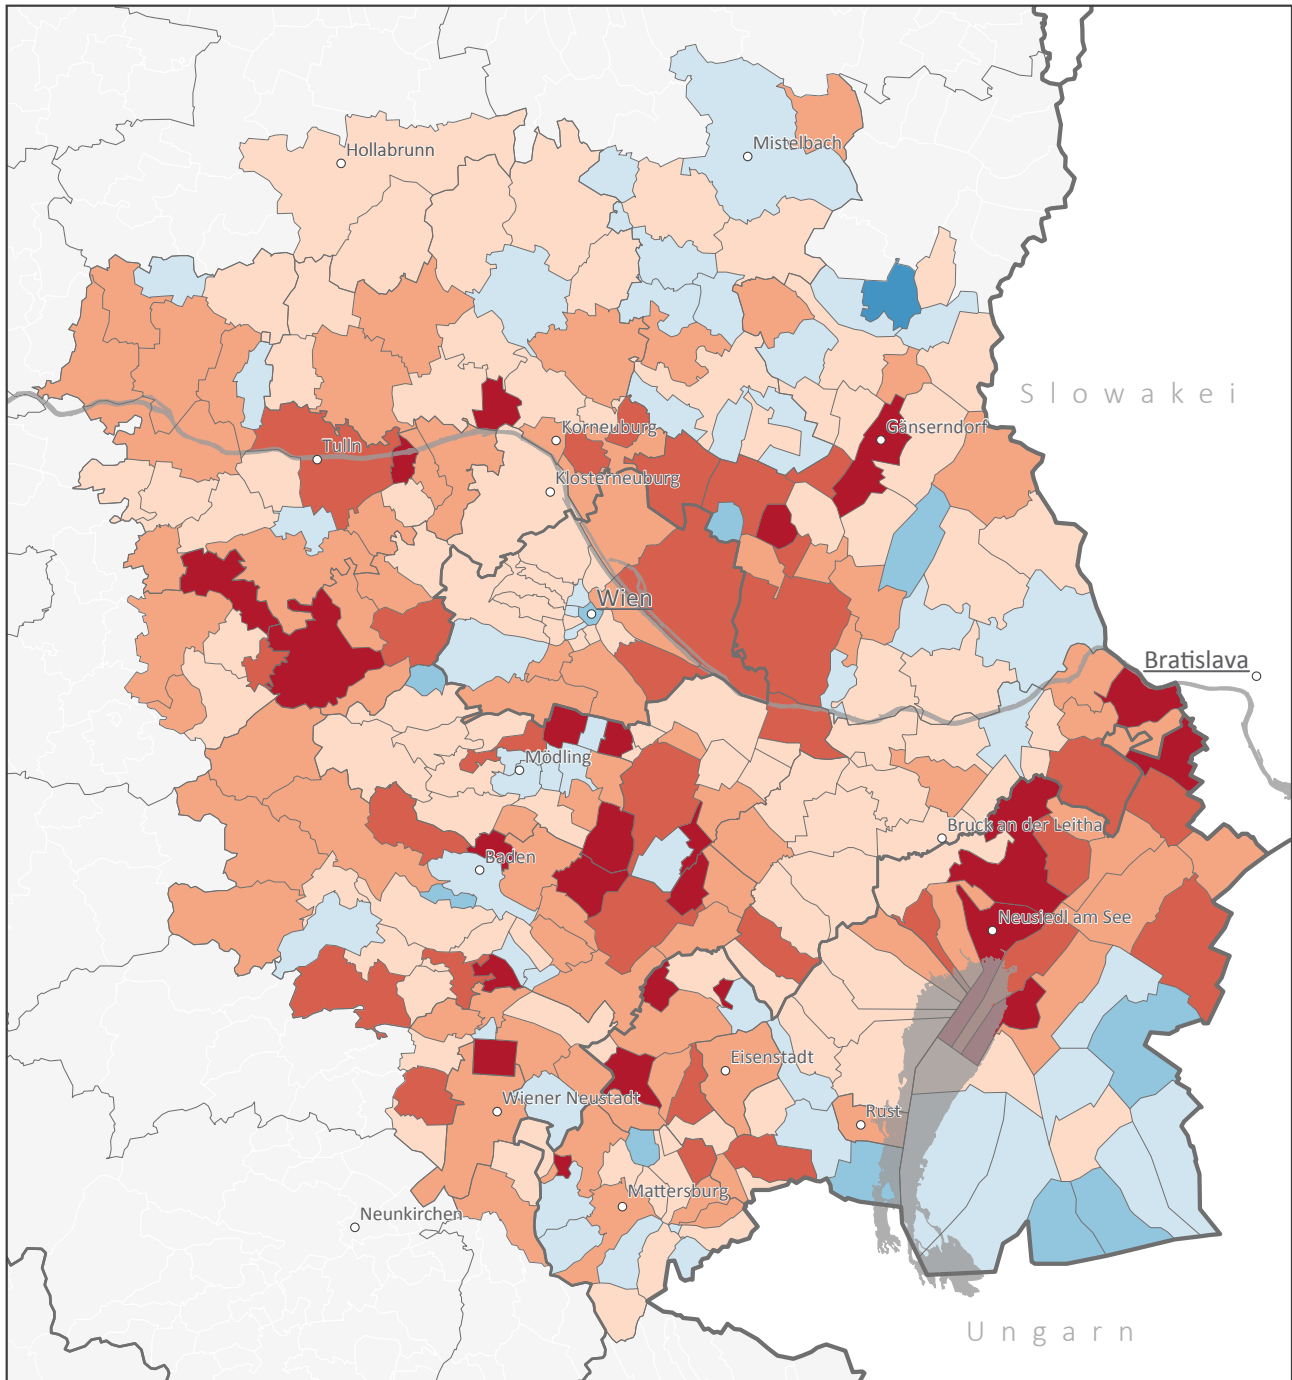 Mistelbach
Hollabrunn
Slowakei
Korneuburg
Gänserndorf
Tulln
Klosterneuburg
Wien
Bratislava
Mödling
Bruck an der Leitha
Baden
Neusiedl am See
Eisenstadt
Wiener Neustadt
Rust
Mattersburg
Neunkirchen
Ungarn